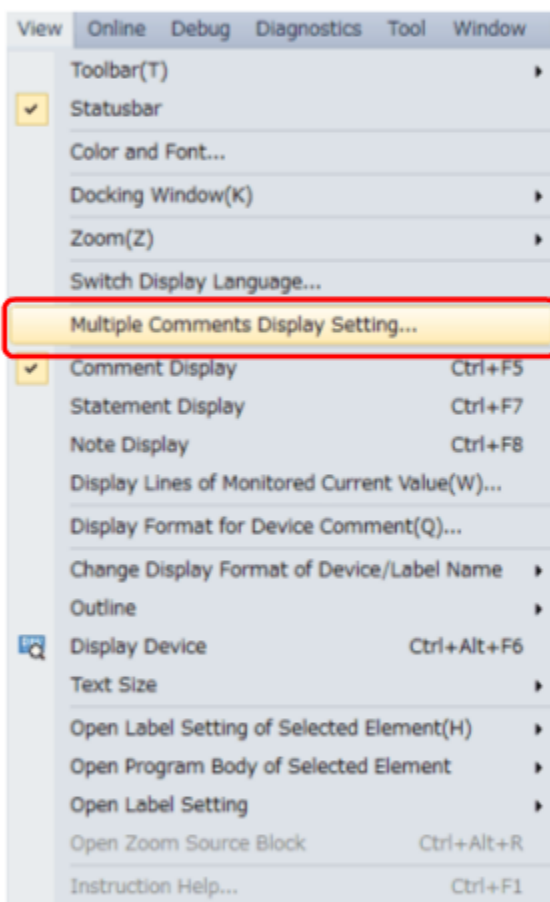 View Online Debug Diagnostics Tool Window
Toolbar(T)
Statusbar
Color and Font...
Docking Window(K)
Zoom(Z)
Switch Display Language...
Multiple Comments Display Setting...
Comment Display Ctrl+F5
Statement Display Ctrl+F7
Note Display Ctrl+F8
Display Lines of Monitored Current Value(W)...
Display Format for Device Comment(Q)...
Change Display Format of Device/Label Name
Outline
Display Device Ctrl+Alt+F6
Text Size
Open Label Setting of Selected Element(H)
Open Program Body of Selected Element
Open Label Setting
Open Zoom Source Block Ctrl+Alt+R
Instruction Help... Ctrl+F1